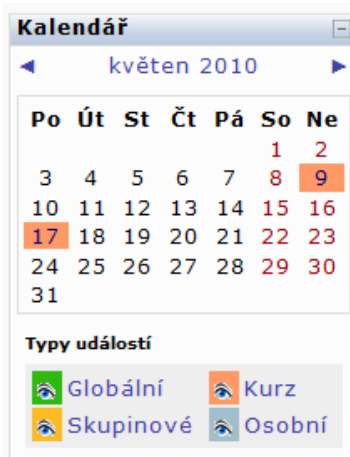 Kalendář
◄ květen 2010 ►
Po Út St Čt Pá So Ne
1 2
3 4 5 6 7 8 9
10 11 12 13 14 15 16
17 18 19 20 21 22 23
24 25 26 27 28 29 30
31
Typy událostí
Globální Kurz
Skupinové Osobní